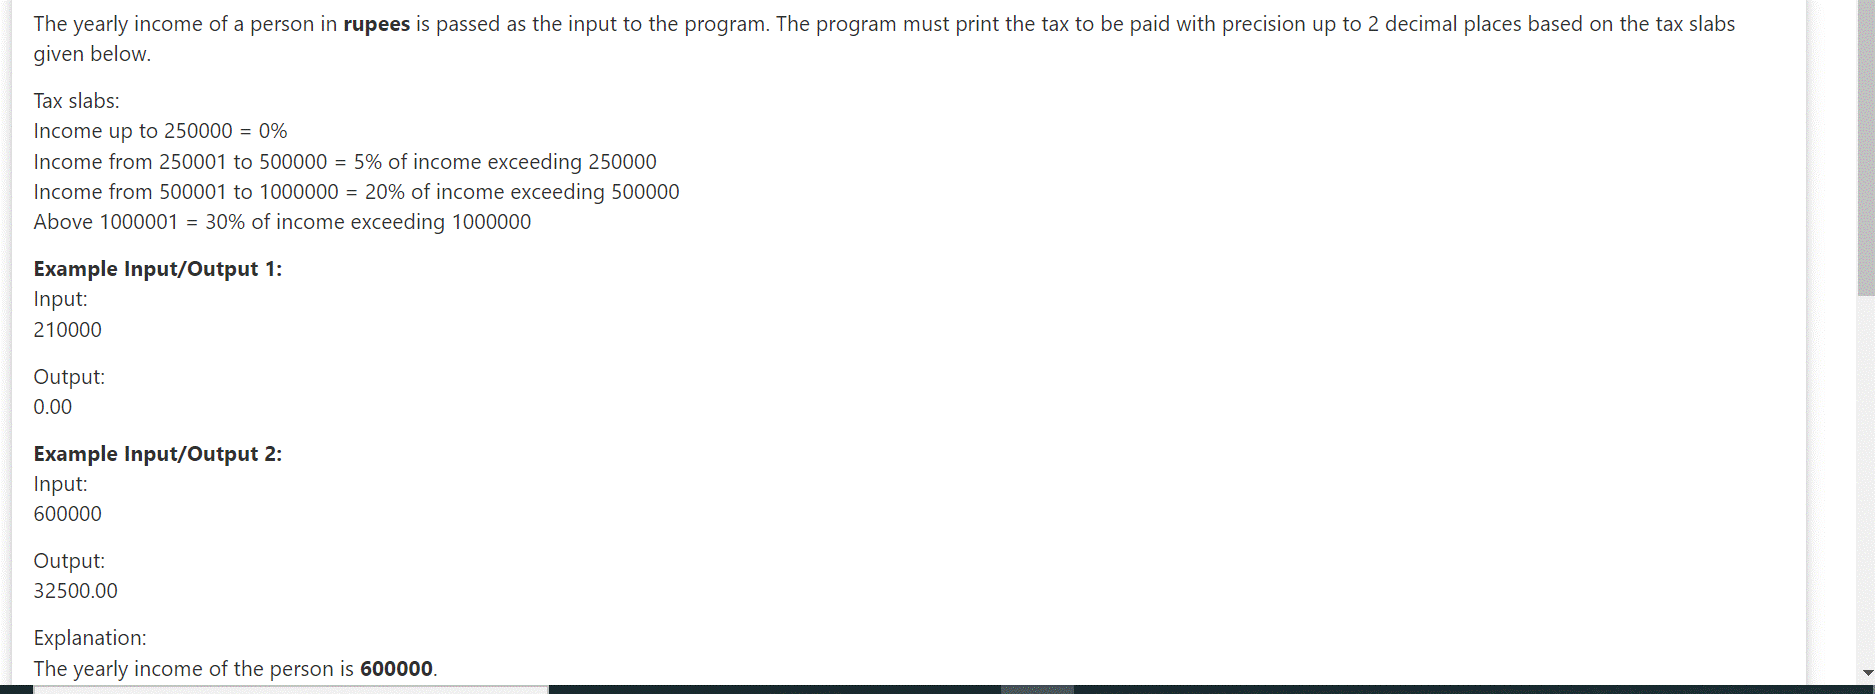 The yearly income of a person in rupees is passed as the input to the program. The program must print the tax to be paid with precision up to 2 decimal places based on the tax slabs
given below.
Tax slabs:
Income up to 250000 = 0%
Income from 250001 to 500000 = 5% of income exceeding 250000
Income from 500001 to 1000000 = 20% of income exceeding 500000
Above 1000001 = 30% of income exceeding 1000000
Example Input/Output 1:
Input:
210000
Output:
0.00
Example Input/Output 2:
Input:
600000
Output:
32500.00
Explanation:
The yearly income of the person is 600000.